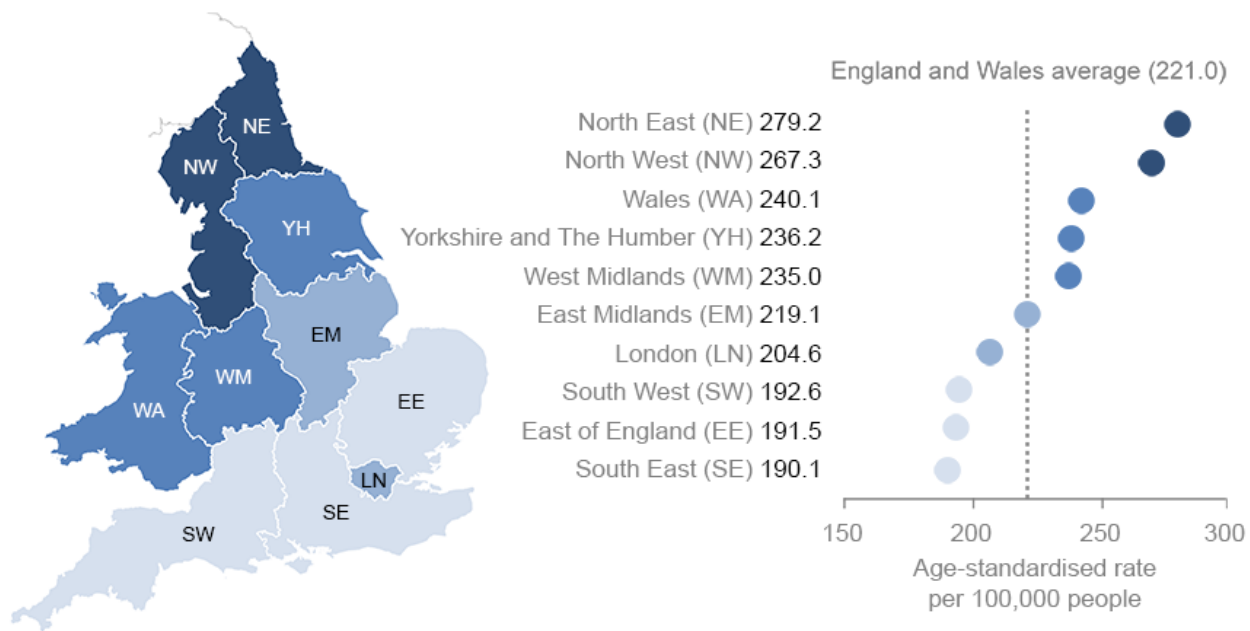 NE
NW
YH
EM
WM
WA
EE
LN
SE
SW
England and Wales average (221.0)
North East (NE) 279.2
North West (NW) 267.3
Wales (WA) 240.1
Yorkshire and The Humber (YH) 236.2
West Midlands (WM) 235.0
East Midlands (EM) 219.1
London (LN) 204.6
South West (SW) 192.6
East of England (EE) 191.5
South East (SE) 190.1
150 200 250 300
Age-standardised rate
per 100,000 people